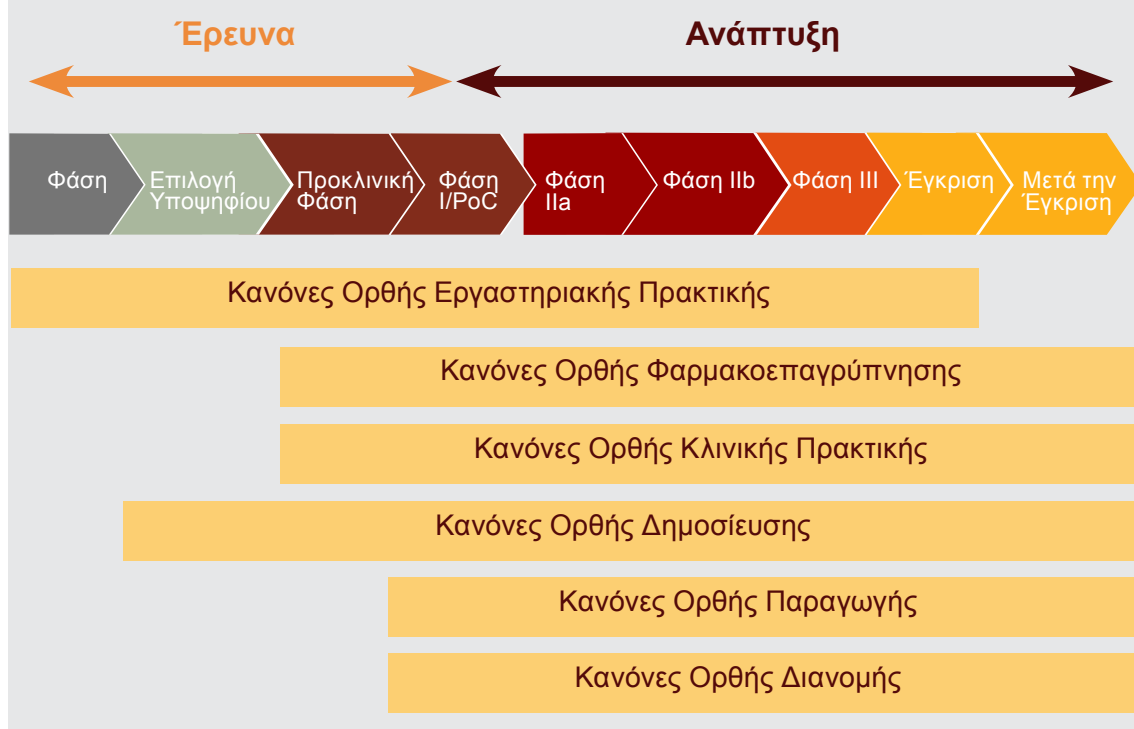 Έρευνα
Ανάπτυξη
Φάση
Επιλογή
Υποψηφίου
Προκλινική
Φάση
Φάση
I/PoC
Φάση
IIa
Φάση IIb
Φάση III
Έγκριση
Μετά την
Έγκριση
Κανόνες Ορθής Εργαστηριακής Πρακτικής
Κανόνες Ορθής Φαρμακοεπαγρύπνησης
Κανόνες Ορθής Κλινικής Πρακτικής
Κανόνες Ορθής Δημοσίευσης
Κανόνες Ορθής Παραγωγής
Κανόνες Ορθής Διανομής